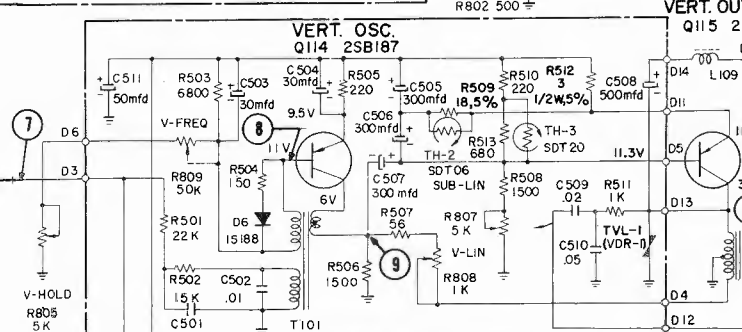 R802 500
VERT. OSC.
Q114 2SB187
VERT. OU
Q115 2
C511
50mfd
R503
6800
C503
30mfd
C504
30mfd
R505
220
C505
300mfd
R509
18,5%
R510
220
R512
3
1/2W,5%
C508
500mfd
D14
L109
D11
7
D6
V-FREQ
8
9.5V
11V
C506
300mfd
TH-2
SDT06
SUB-LIN
R513
680
TH-3
SDT20
11.3V
D5
D3
R809
50K
R504
150
C507
300mfd
R508
1500
C509
.02
R511
1K
D13
R501
22K
D6
1S188
6V
R507
56
R807
5K
C510
.05
TVL-1
(VDR-1)
V-LIN
9
R808
1K
D4
V-HOLD
R805
5K
R502
15K
C502
.01
R506
1500
C501
T101
D12